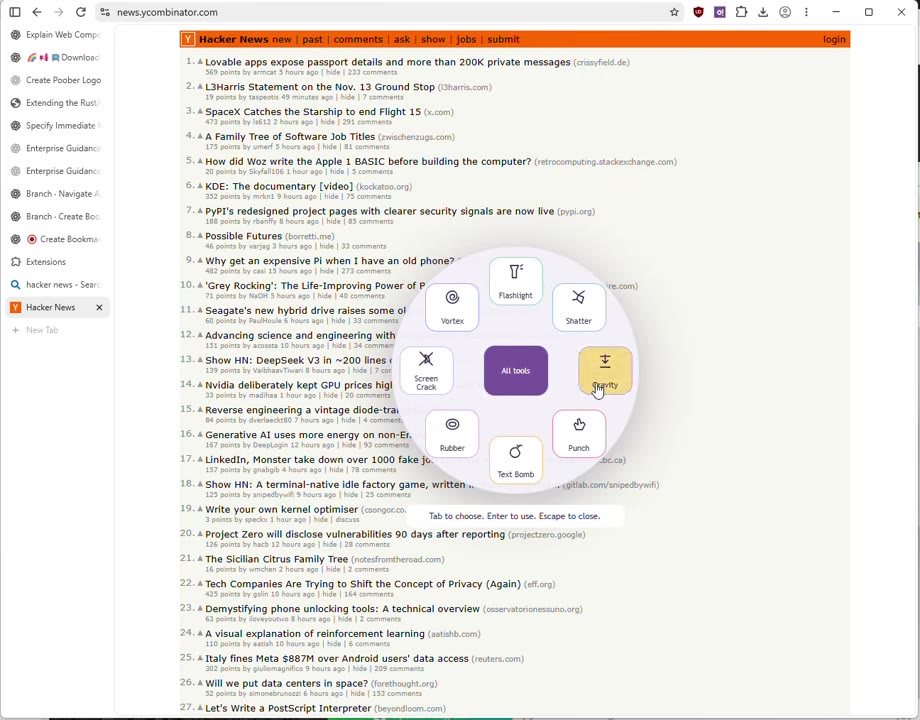 news.ycombinator.com
Explain Web Compo
Download
Create Poober Logo
Extending the Rust
Specify Immediate
Enterprise Guidance
Enterprise Guidance
Branch - Navigate A
Branch - Create Boo
Create Bookma
Extensions
hacker news - Searc
Hacker News
New Tab
Y Hacker News new | past | comments | ask | show | jobs | submit login
1. Lovable apps expose passport details and more than 200K private messages (crissyfield.de)
569 points by armcat 5 hours ago | hide | 233 comments
2. L3Harris Statement on the Nov. 13 Ground Stop (l3harris.com)
19 points by taspeotis 49 minutes ago | hide | 7 comments
3. SpaceX Catches the Starship to end Flight 15 (x.com)
473 points by ls612 2 hours ago | hide | 291 comments
4. A Family Tree of Software Job Titles (zwischenzugs.com)
175 points by umerf 5 hours ago | hide | 81 comments
5. How did Woz write the Apple 1 BASIC before building the computer? (retrocomputing.stackexchange.com)
20 points by Skyfall106 1 hour ago | hide | 5 comments
6. KDE: The documentary [video] (kockatoo.org)
352 points by mrkn1 9 hours ago | hide | 75 comments
7. PyPI's redesigned project pages with clearer security signals are now live (pypi.org)
188 points by rbanffy 8 hours ago | hide | 85 comments
8. Possible Futures (borretti.me)
46 points by varjag 3 hours ago | hide | 33 comments
9. Why get an expensive Pi when I have an old phone?
482 points by casi 15 hours ago | hide | 273 comments
10. 'Grey Rocking': The Life-Improving Power of
71 points by NaOH 5 hours ago | hide | 40 comments
11. Seagate's new hybrid drive raises some
60 points by PaulHoule 6 hours ago | hide | 33
12. Advancing science and engineering with
151 points by acossta 10 hours ago | hide | 34
13. Show HN: DeepSeek V3 in ~200 lines
139 points by VaibhaavTiwari 8 hours ago | hide | 7
14. Nvidia deliberately kept GPU prices
33 points by madihaa 1 hour ago | hide | 20
15. Reverse engineering a vintage
84 points by dverlaeckt80 7 hours ago | hide | 4
16. Generative AI uses more energy on
167 points by DeepLogin 12 hours ago | hide | 93 comments
17. LinkedIn, Monster take down over 1000 fake cbc.ca)
157 points by gnabgib 4 hours ago | hide | 78 comments
18. Show HN: A terminal-native idle factory game, written (gitlab.com/snipedbywifi)
125 points by snipedbywifi 9 hours ago | hide | 25 comments
19. Write your own kernel optimiser
3 points by speckx 1 hour ago | hide | discuss
20. Project Zero will disclose vulnerabilities 90 days after reporting (projectzero.google)
126 points by hacb 12 hours ago | hide | 28 comments
21. The Sicilian Citrus Family Tree (notesfromtheroad.com)
16 points by wmchen 2 hours ago | hide | 2 comments
22. Tech Companies Are Trying to Shift the Concept of Privacy (Again) (eff.org)
425 points by gslin 10 hours ago | hide | 164 comments
23. Demystifying phone unlocking tools: A technical overview (osservatorionessuno.org)
63 points by iloveyoutwo 8 hours ago | hide | 2 comments
24. A visual explanation of reinforcement learning (aatishb.com)
110 points by aatish 10 hours ago | hide | 6 comments
25. Italy fines Meta $887M over Android users' data access (reuters.com)
302 points by giuliomagnifico 9 hours ago | hide | 209 comments
26. Will we put data centers in space? (forethought.org)
52 points by simonebrunozzi 6 hours ago | hide | 153 comments
27. Let's Write a PostScript Interpreter (beyondloom.com)
Flashlight
Vortex
Shatter
Screen
Crack
All tools
Gravity
Rubber
Punch
Text Bomb
Tab to choose. Enter to use. Escape to close.